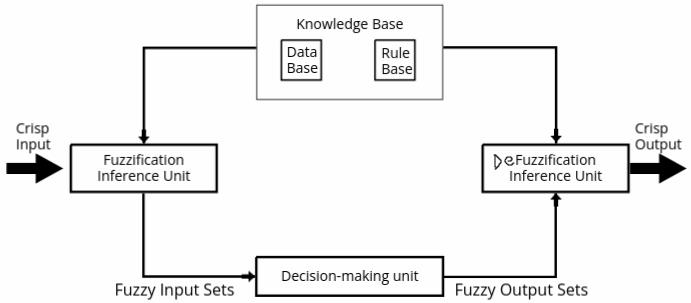 Knowledge Base
Data
Base
Rule
Base
Crisp
Input
Crisp
Output
Fuzzification
Inference Unit
DeFuzzification
Inference Unit
Decision-making unit
Fuzzy Input Sets
Fuzzy Output Sets